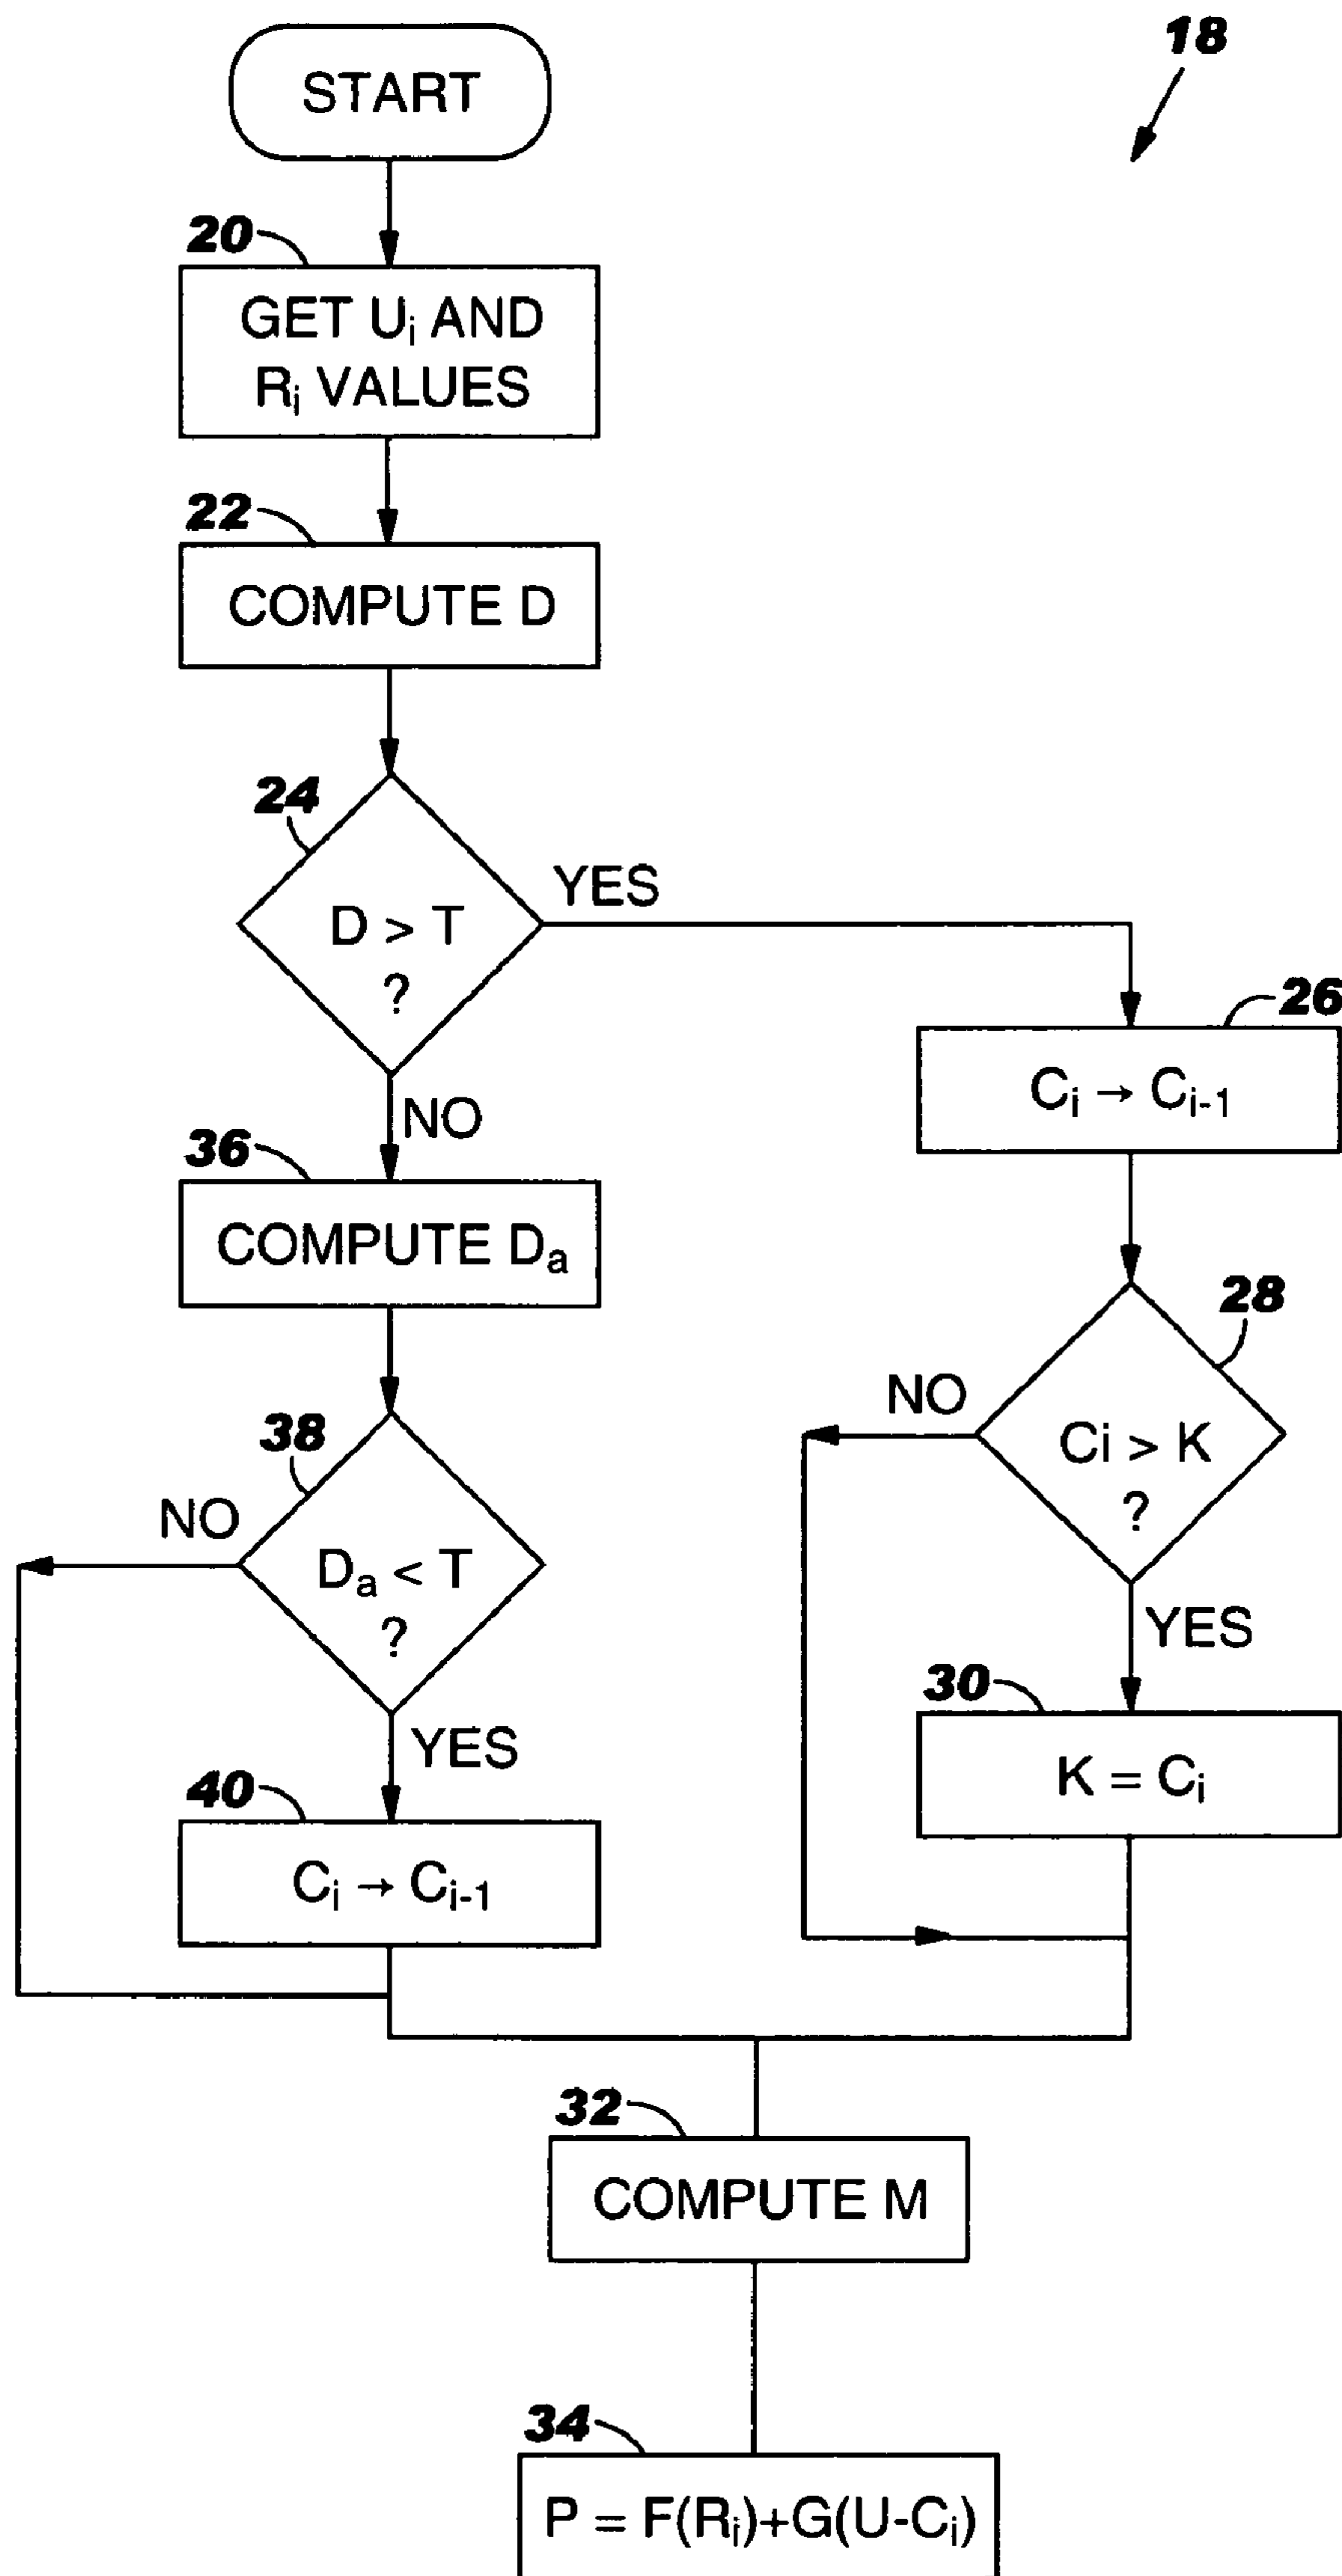 18
START
20
GET Uᵢ AND
Rᵢ VALUES
22
COMPUTE D
24
D > T
?
YES
NO
26
Cᵢ → Cᵢ₋₁
36
COMPUTE Dₐ
28
NO
Ci > K
?
YES
38
NO
Dₐ < T
?
YES
30
K = Cᵢ
40
Cᵢ → Cᵢ₋₁
32
COMPUTE M
34
P = F(Rᵢ)+G(U-Cᵢ)